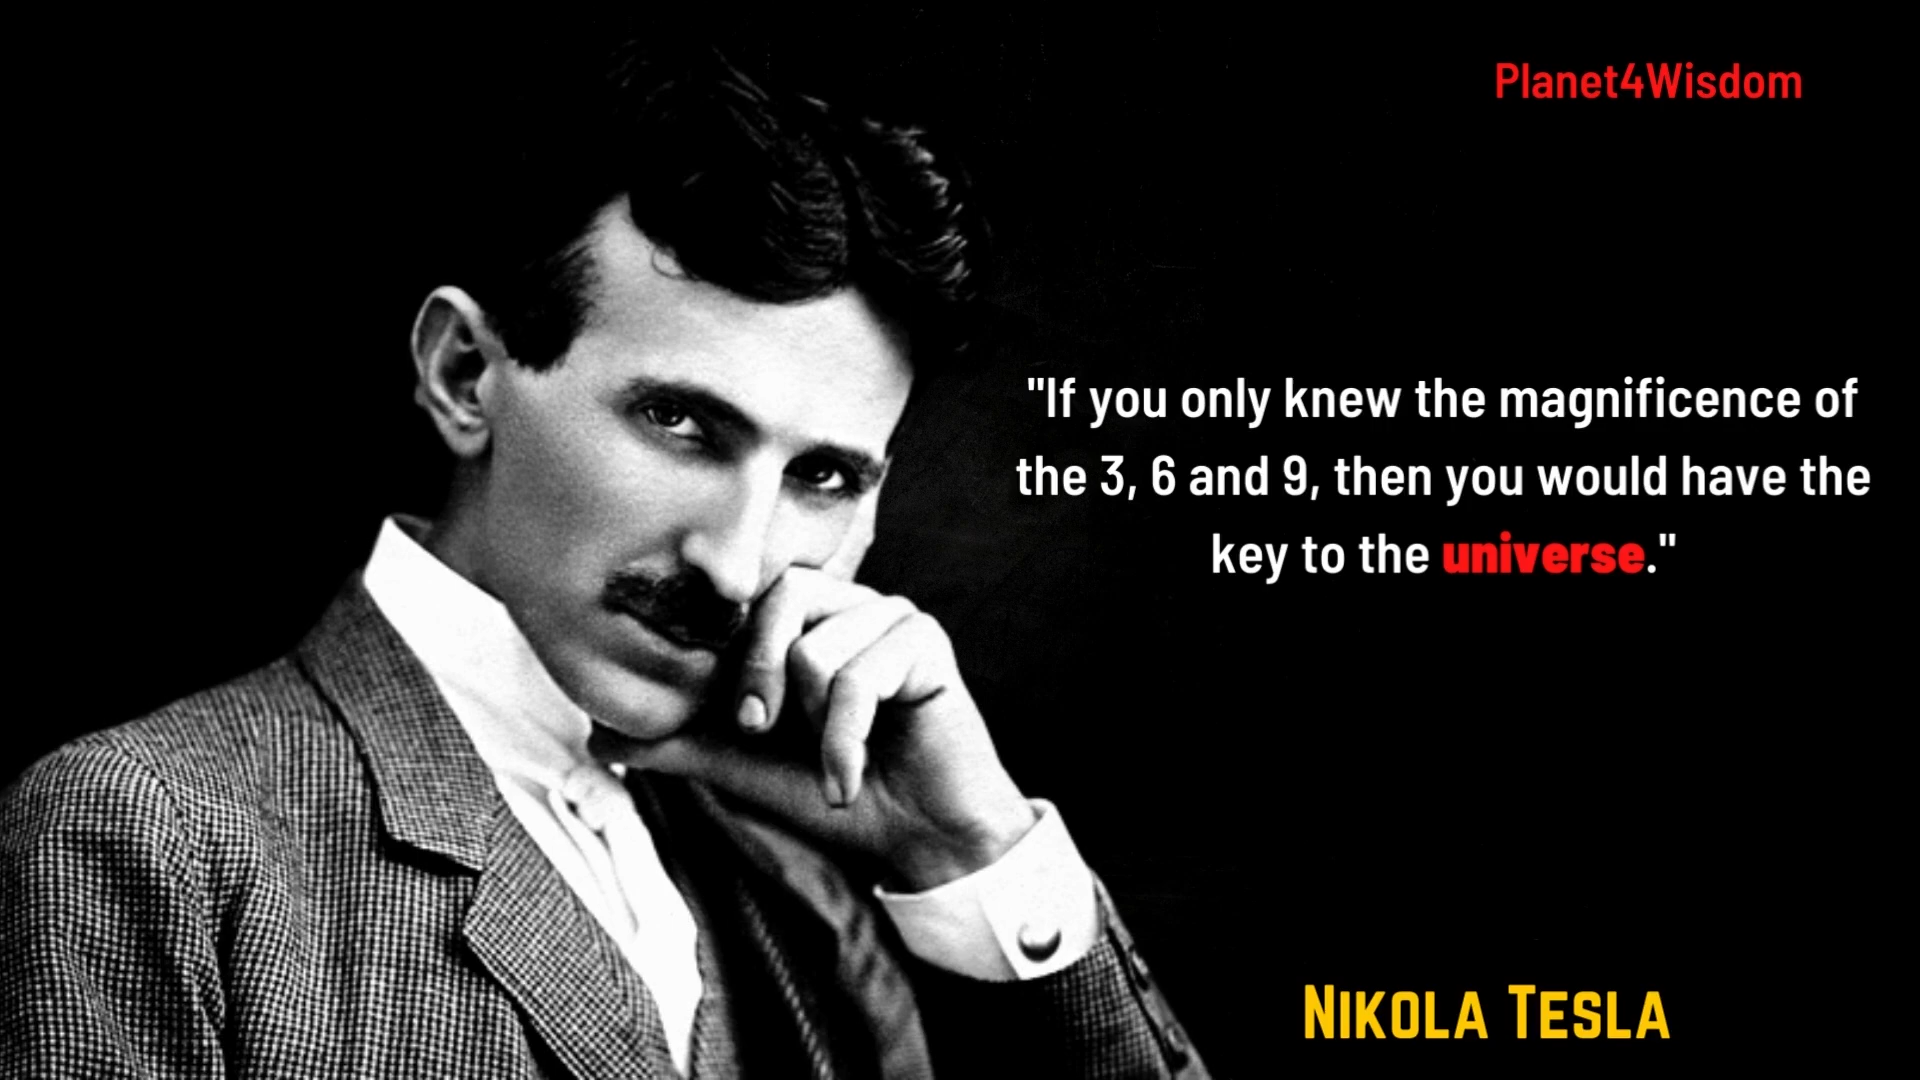 Planet4Wisdom
"If you only knew the magnificence of
the 3, 6 and 9, then you would have the
key to the universe."
NIKOLA TESLA